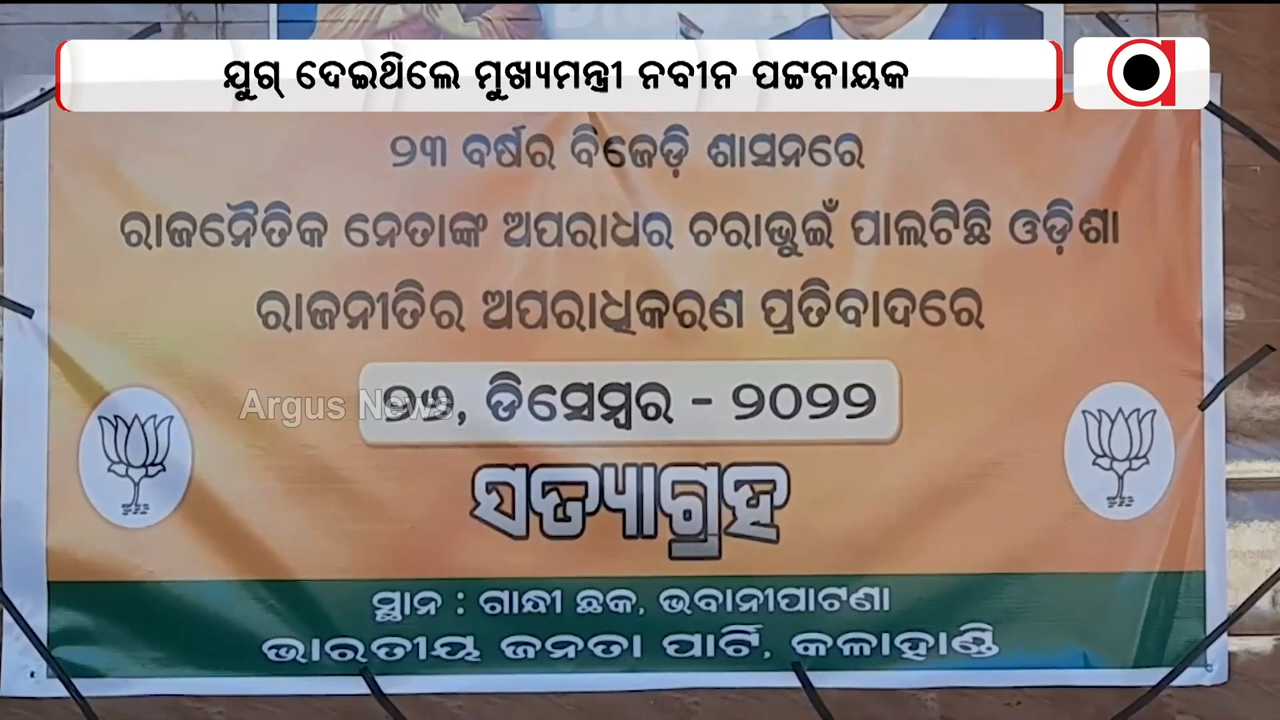 ଯୁଗ୍ ଦେଇଥିଲେ ମୁଖ୍ୟମନ୍ତ୍ରୀ ନବୀନ ପଟ୍ଟନାୟକ
୨୩ ବର୍ଷର ବିଜେଡ଼ି ଶାସନରେ
ରାଜନୈତିକ ନେତାଙ୍କ ଅପରାଧର ଚରାଭୁଇଁ ପାଲଟିଛି ଓଡ଼ିଶା
ରାଜନୀତିର ଅପରାଧିକରଣ ପ୍ରତିବାଦରେ
ଡିସେମ୍ବର - ୨୦୨୨
Argus News
ସତ୍ୟାଗ୍ରହ
ସ୍ଥାନ : ଗାନ୍ଧୀ ଛକ, ଭବାନୀପାଟଣା
ଭାରତୀୟ ଜନତା ପାର୍ଟି, କଳାହାଣ୍ଡି